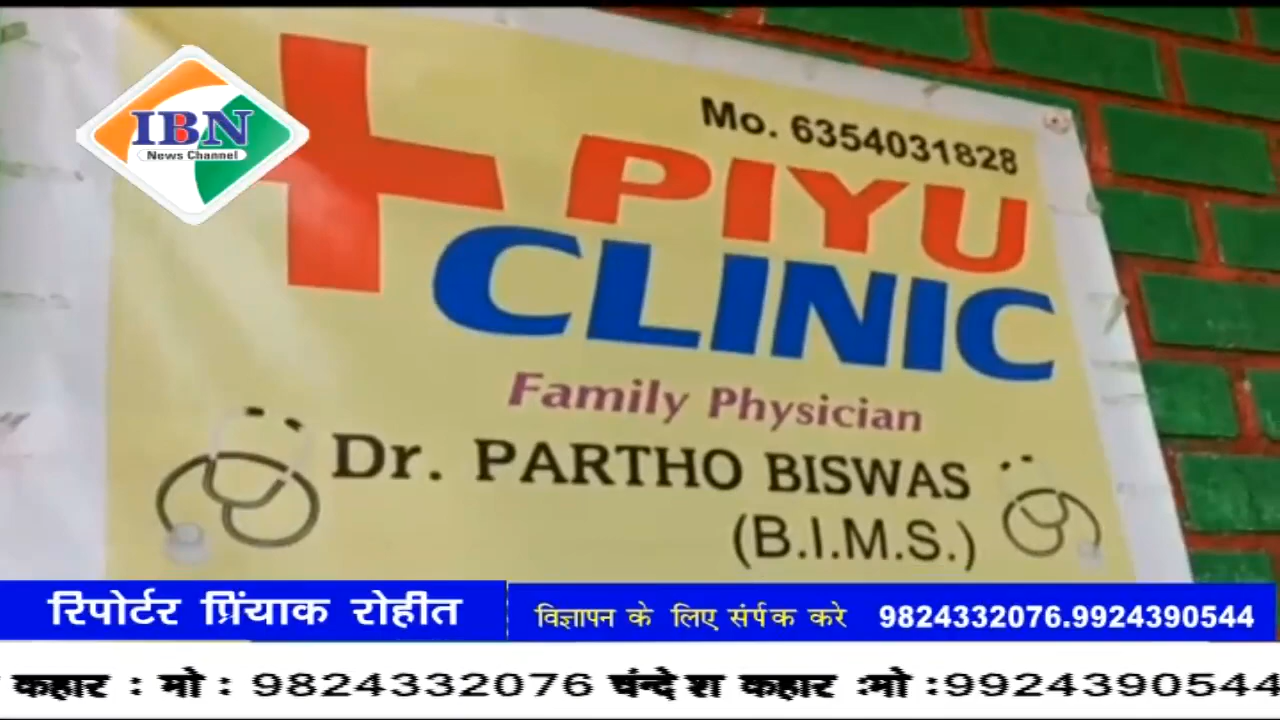 IBN
News Channel
Mo. 6354031828
PIYU
CLINIC
Family Physician
Dr. PARTHO BISWAS
(B.I.M.S.)
रिपोर्टर प्रिंयाक रोहीत
विज्ञापन के लिए संर्पक करे 9824332076.9924390544
कहार : मो : 9824332076 चंन्देश कहार :मो :9924390544